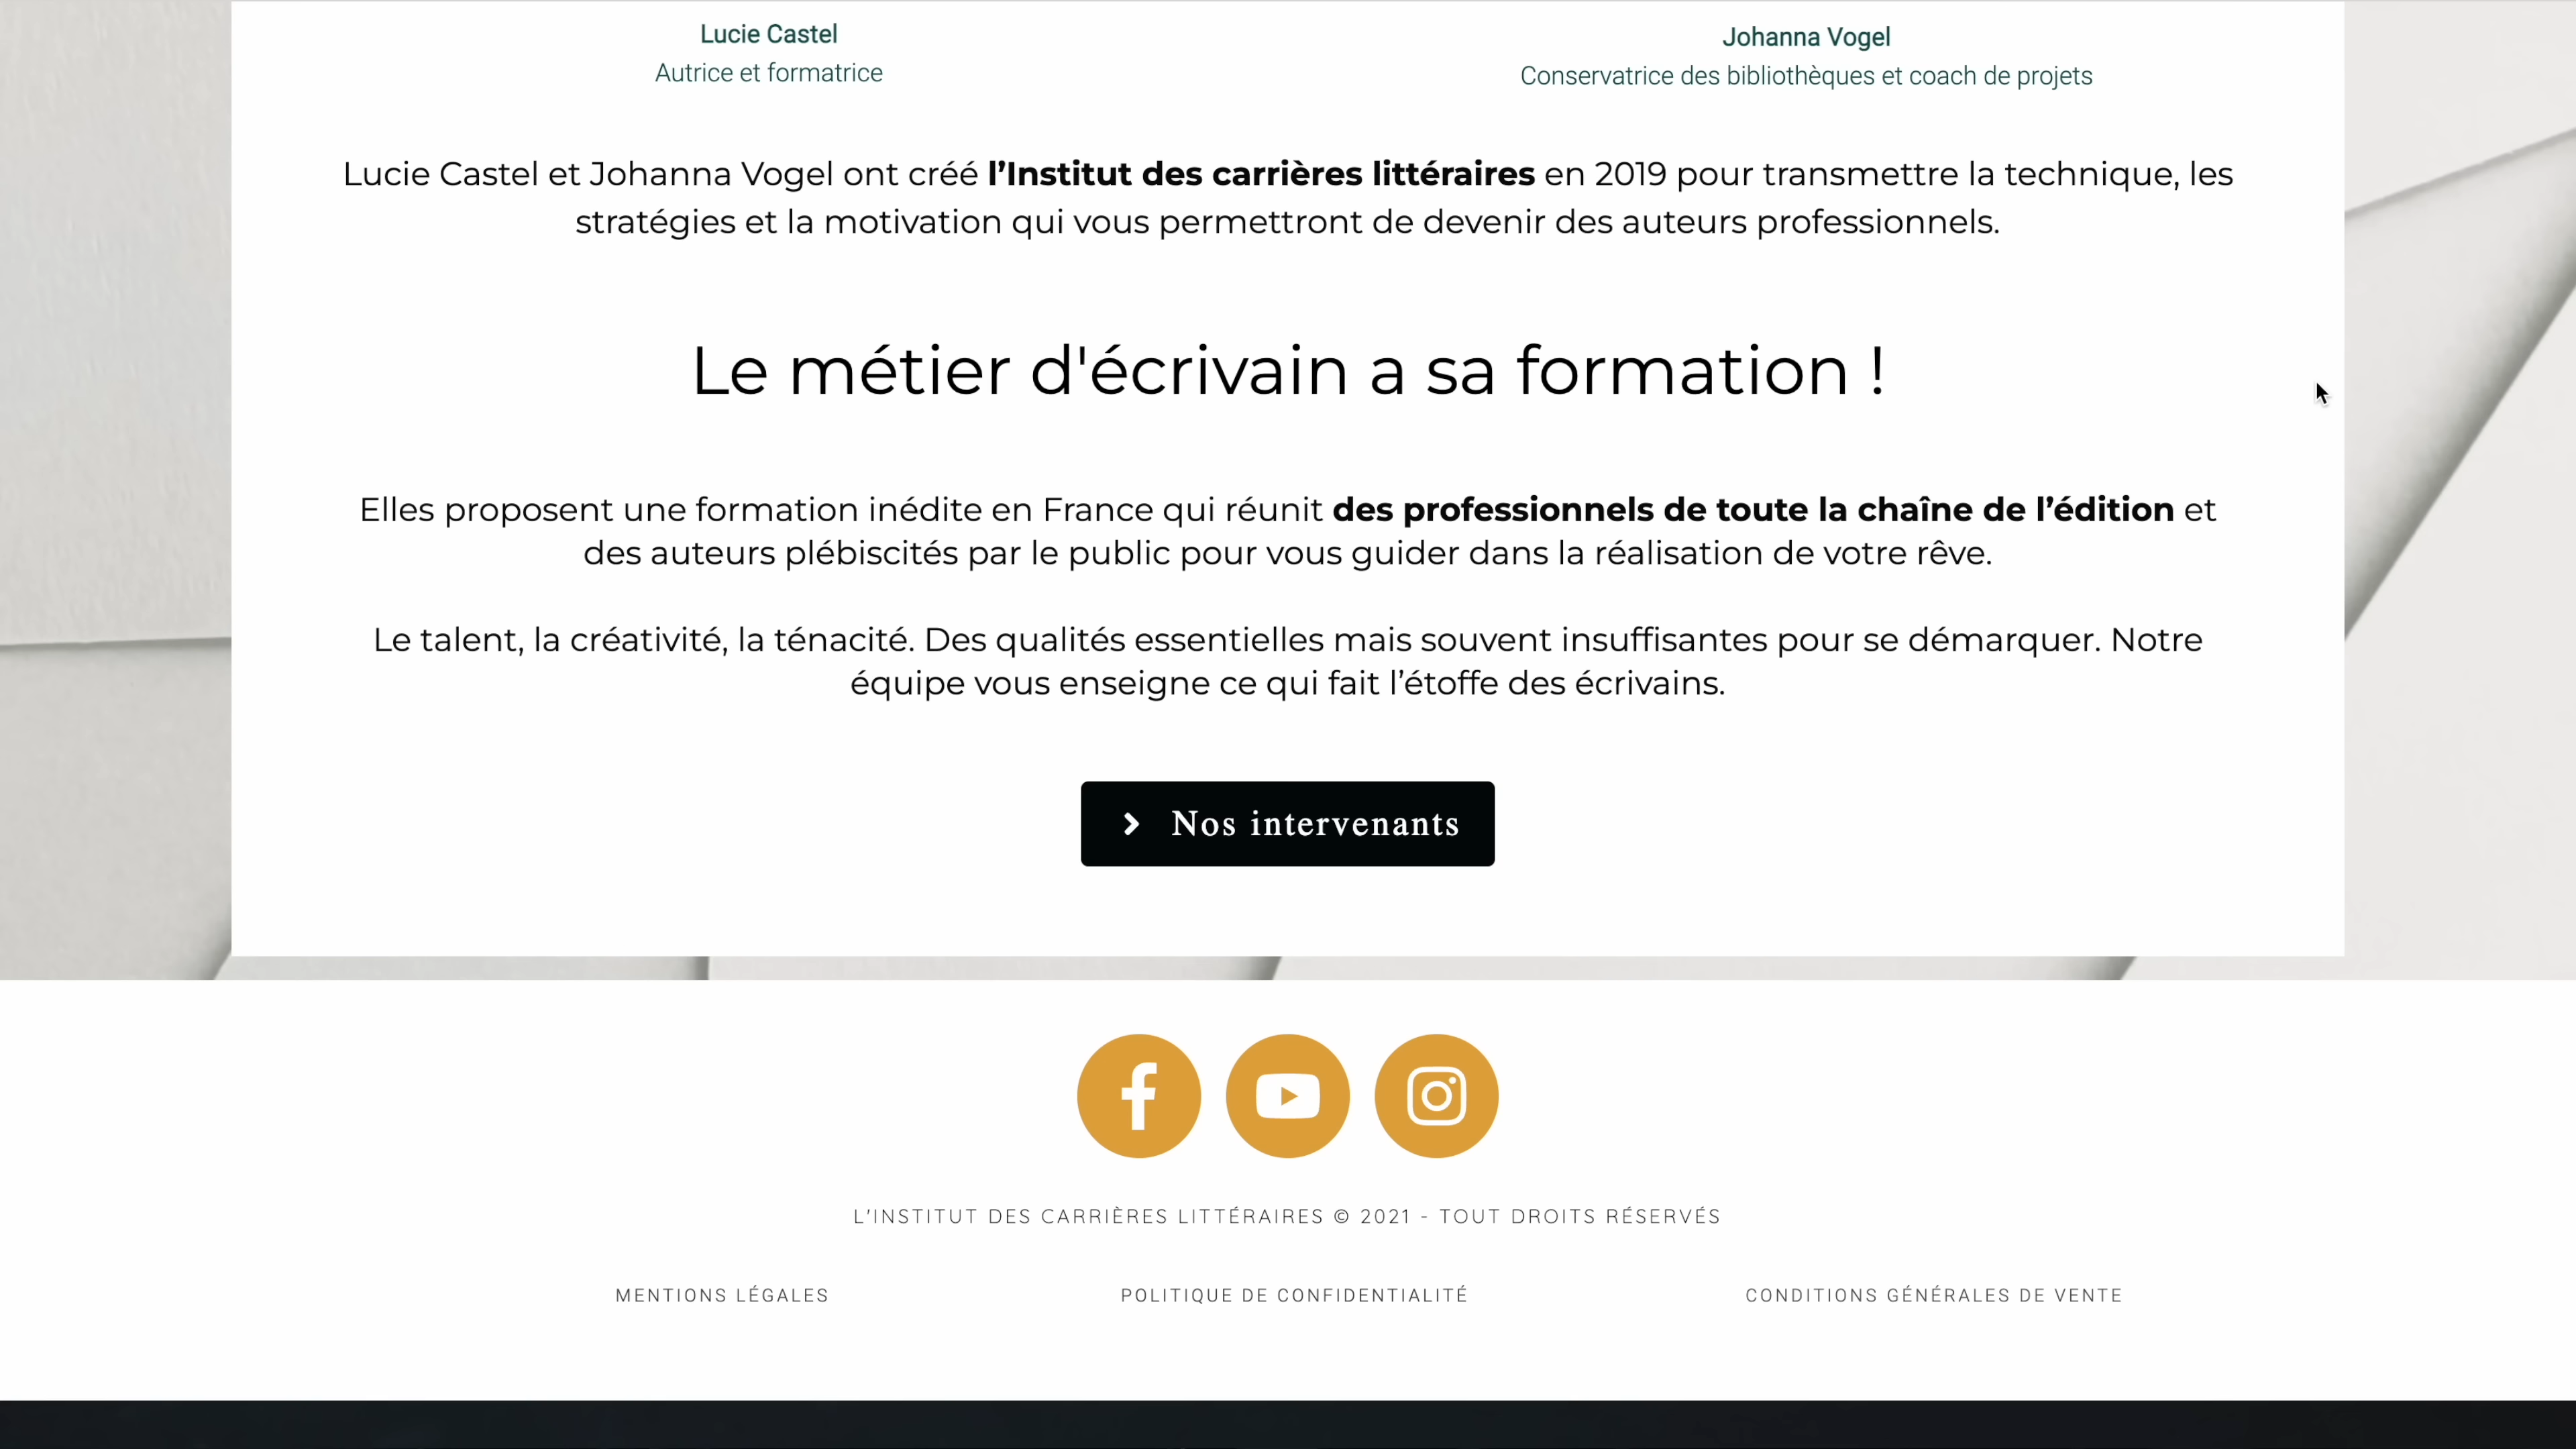 Lucie Castel
Autrice et formatrice
Johanna Vogel
Conservatrice des bibliothèques et coach de projets
Lucie Castel et Johanna Vogel ont créé l’Institut des carrières littéraires en 2019 pour transmettre la technique, les
stratégies et la motivation qui vous permettront de devenir des auteurs professionnels.
Le métier d'écrivain a sa formation !
Elles proposent une formation inédite en France qui réunit des professionnels de toute la chaîne de l’édition et
des auteurs plébiscités par le public pour vous guider dans la réalisation de votre rêve.
Le talent, la créativité, la ténacité. Des qualités essentielles mais souvent insuffisantes pour se démarquer. Notre
équipe vous enseigne ce qui fait l’étoffe des écrivains.
Nos intervenants
L'INSTITUT DES CARRIÈRES LITTÉRAIRES © 2021 - TOUT DROITS RÉSERVÉS
MENTIONS LÉGALES
POLITIQUE DE CONFIDENTIALITÉ
CONDITIONS GÉNÉRALES DE VENTE